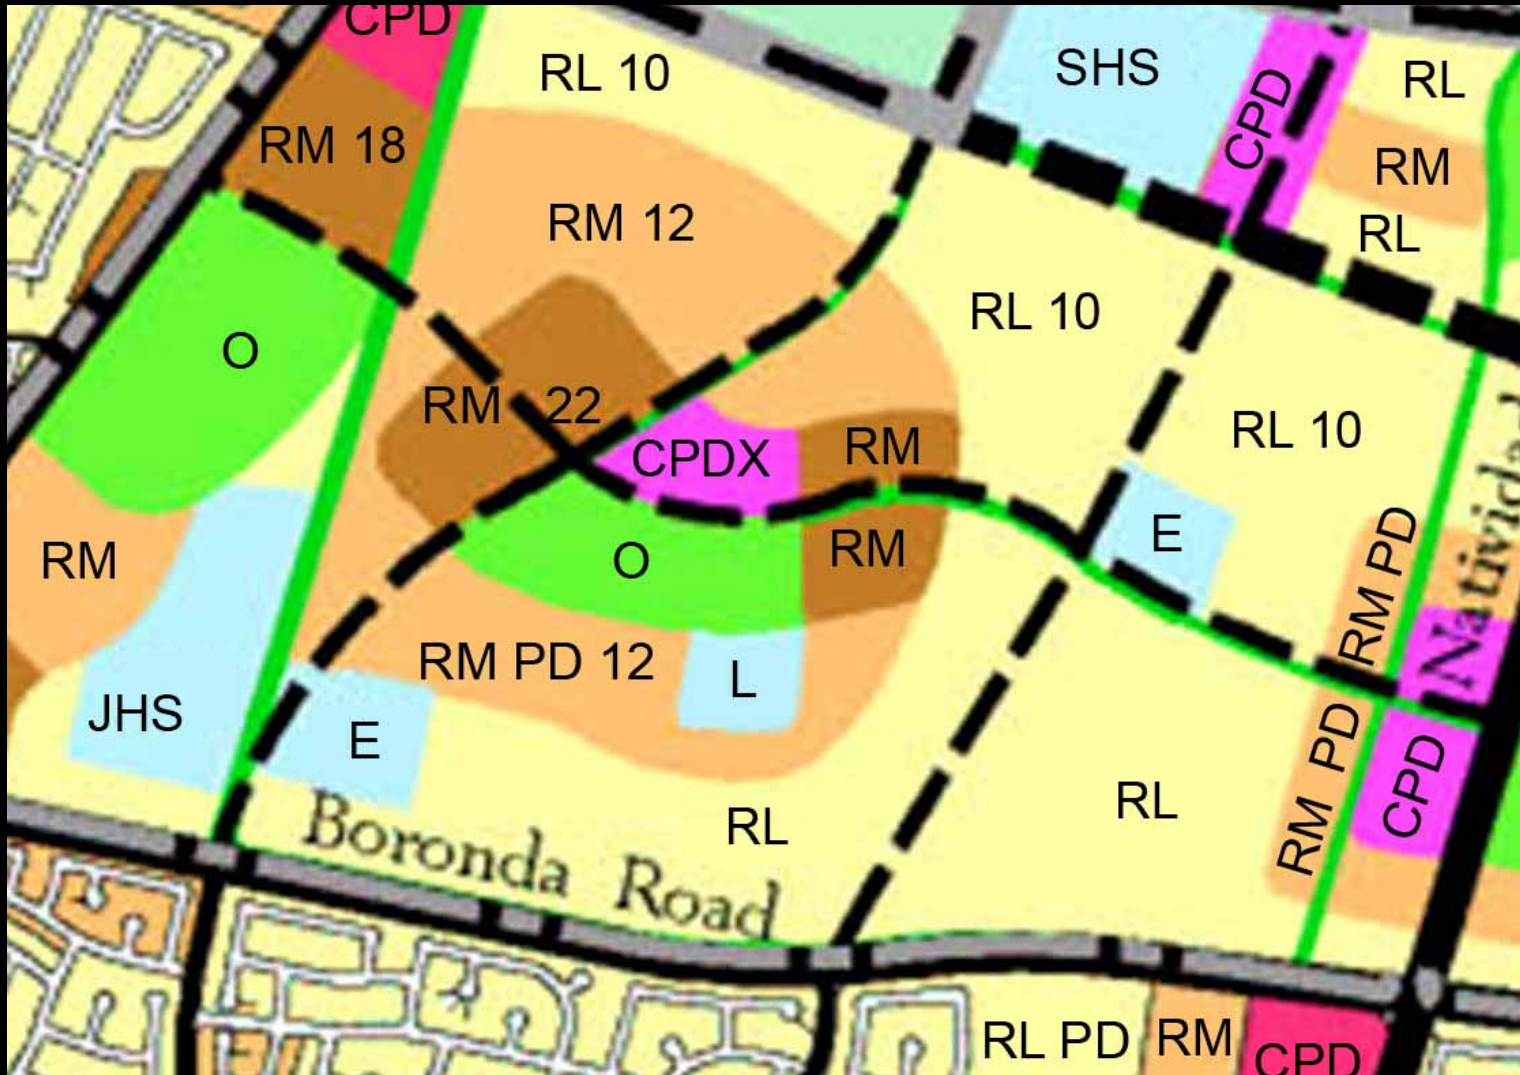 CPD
RL 10
SHS
CPD
RL
RM 18
RM
RM 12
RL
RL 10
O
RM 22
RL 10
CPDX
RM
E
RM
O
RM
RM PD
RM PD 12
L
JHS
E
RM PD
CPD
RL
RL
Boronda Road
RL PD
RM
CPD